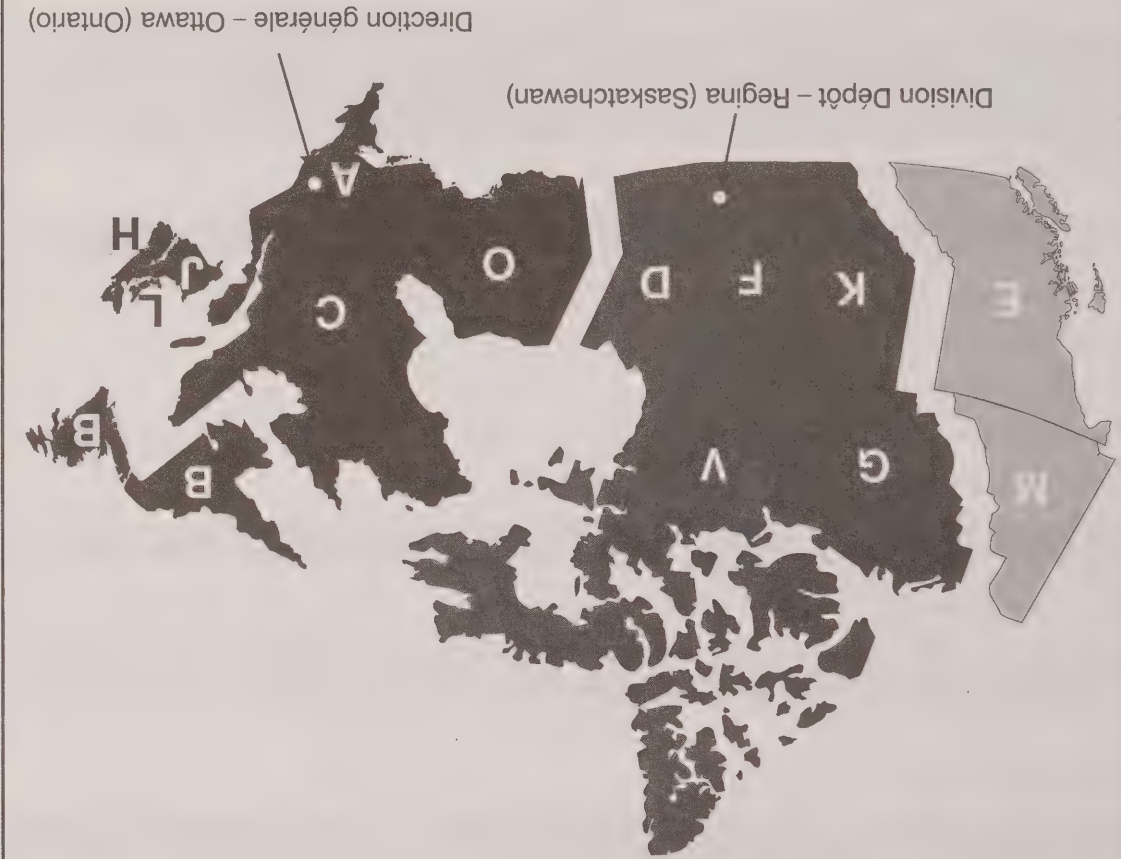 M G V B
B
E K F D O C L
J
H
A
Division Dépôt – Regina (Saskatchewan)
Direction générale – Ottawa (Ontario)